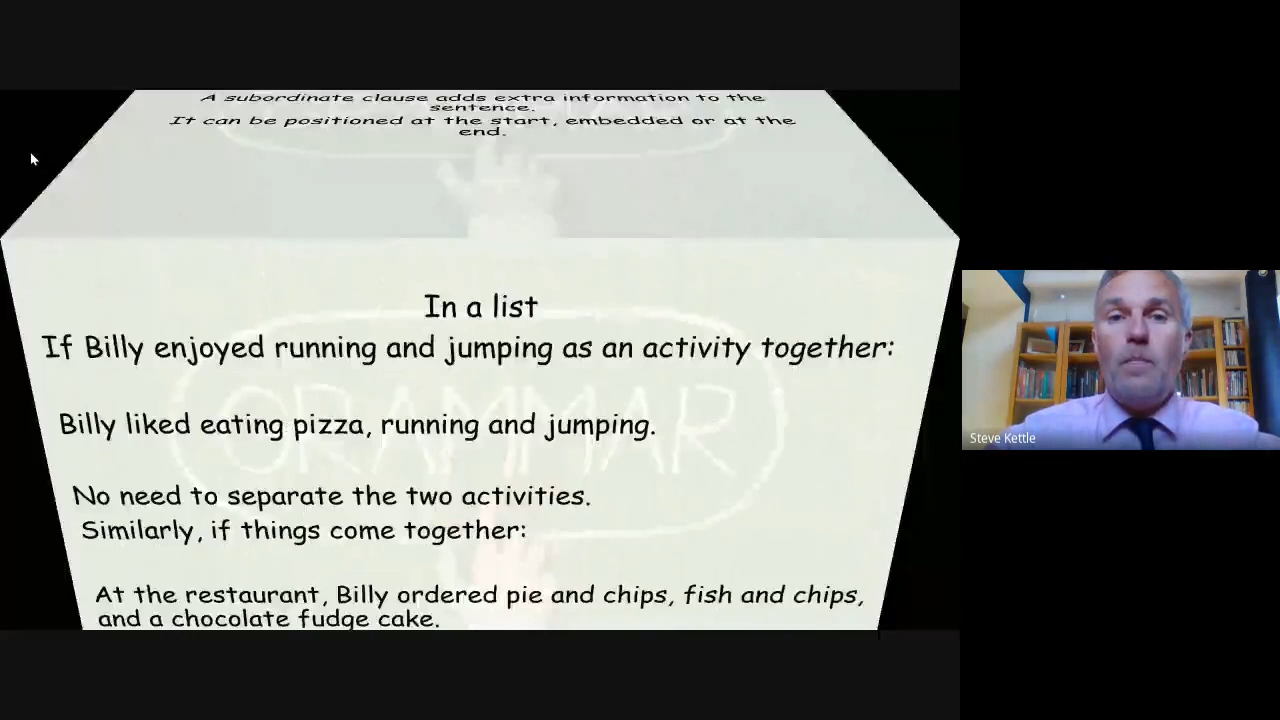 A subordinate clause adds extra information to the
sentence.
It can be positioned at the start, embedded or at the
end.
In a list
If Billy enjoyed running and jumping as an activity together:
Billy liked eating pizza, running and jumping.
No need to separate the two activities.
Similarly, if things come together:
At the restaurant, Billy ordered pie and chips, fish and chips,
and a chocolate fudge cake.
GRAMMAR
Steve Kettle